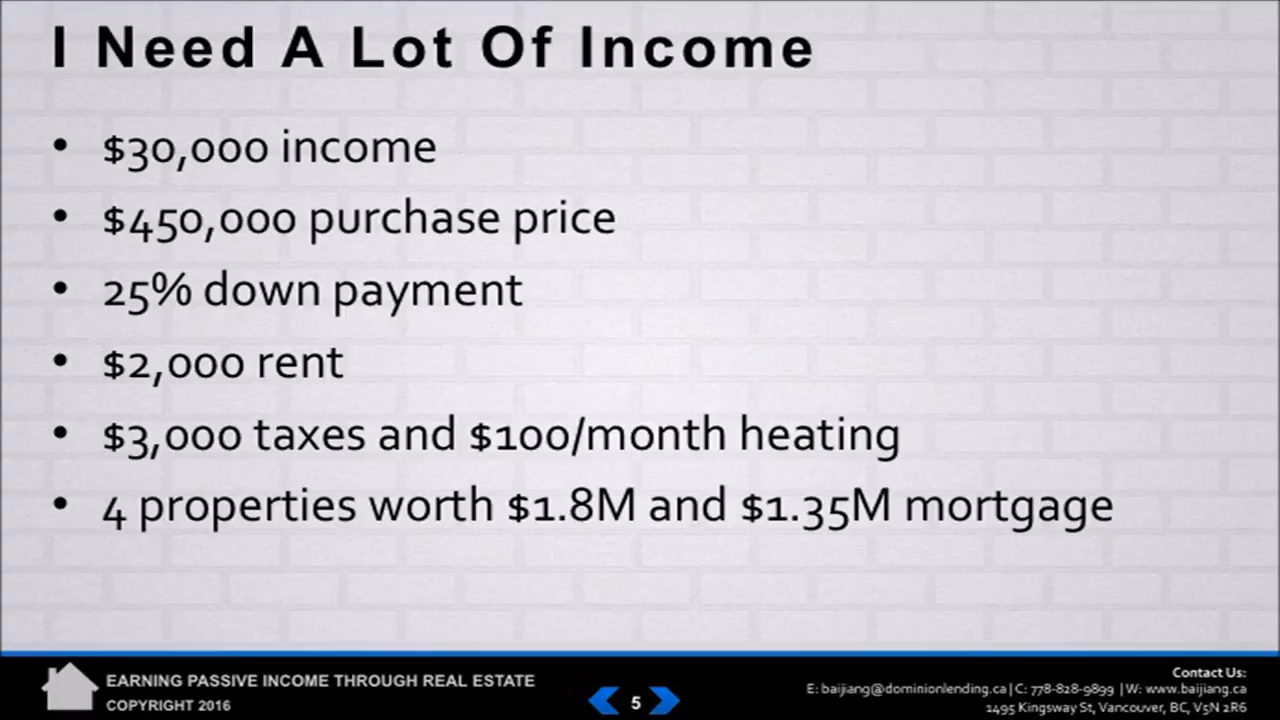 I Need A Lot Of Income
• $30,000 income
• $450,000 purchase price
• 25% down payment
• $2,000 rent
• $3,000 taxes and $100/month heating
• 4 properties worth $1.8M and $1.35M mortgage
EARNING PASSIVE INCOME THROUGH REAL ESTATE
COPYRIGHT 2016
5
Contact Us:
E: baijiang@dominionlending.ca | C: 778-828-9899 | W: www.baijiang.ca
1495 Kingsway St, Vancouver, BC, V5N 2R6